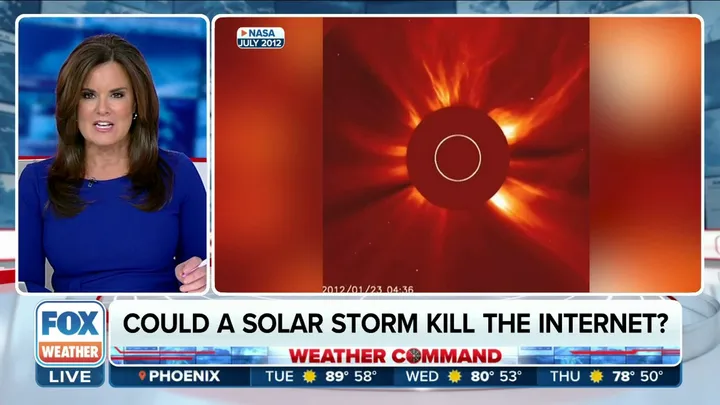 NASA
JULY 2012
2012/01/23 04:36
FOX
WEATHER
LIVE
COULD A SOLAR STORM KILL THE INTERNET?
WEATHER COMMAND
PHOENIX TUE 89° 58° WED 80° 53° THU 78° 50°